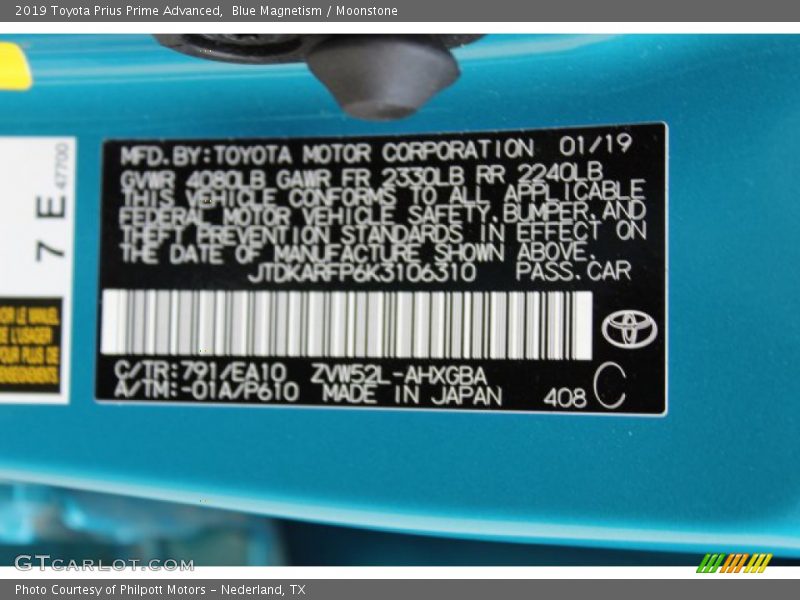 2019 Toyota Prius Prime Advanced, Blue Magnetism / Moonstone
7 E
47700
MFD.BY:TOYOTA MOTOR CORPORATION 01/19
GVWR 4080LB GAWR FR 2330LB RR 2240LB
THIS VEHICLE CONFORMS TO ALL APPLICABLE
FEDERAL MOTOR VEHICLE SAFETY,BUMPER,AND
THEFT PREVENTION STANDARDS IN EFFECT ON
THE DATE OF MANUFACTURE SHOWN ABOVE.
JTDKARFP6K3106310 PASS.CAR
C/TR:791/EA10 ZVW52L-AHXGBA
A/TM:-01A/P610 MADE IN JAPAN 408 C
GTCARLOT.COM
Photo Courtesy of Philpott Motors - Nederland, TX